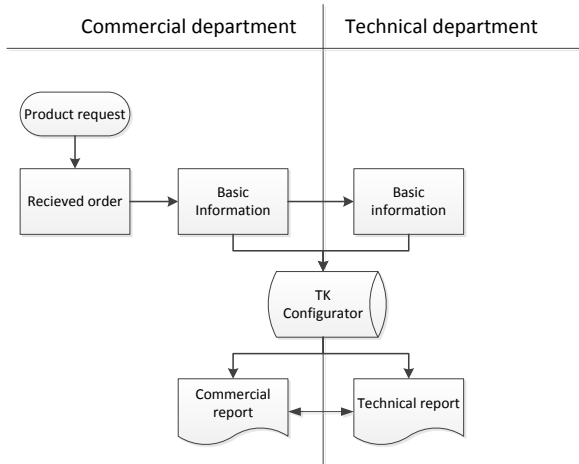 Commercial department
Technical department
Product request
Recieved order
Basic
Information
Basic
information
TK
Configurator
Commercial
report
Technical report